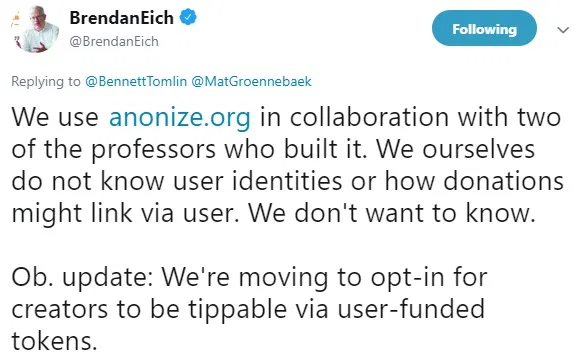 BrendanEich
@BrendanEich
Following
Replying to @BennettTomlin @MatGroennebaek
We use anonize.org in collaboration with two
of the professors who built it. We ourselves
do not know user identities or how donations
might link via user. We don't want to know.
Ob. update: We're moving to opt-in for
creators to be tippable via user-funded
tokens.